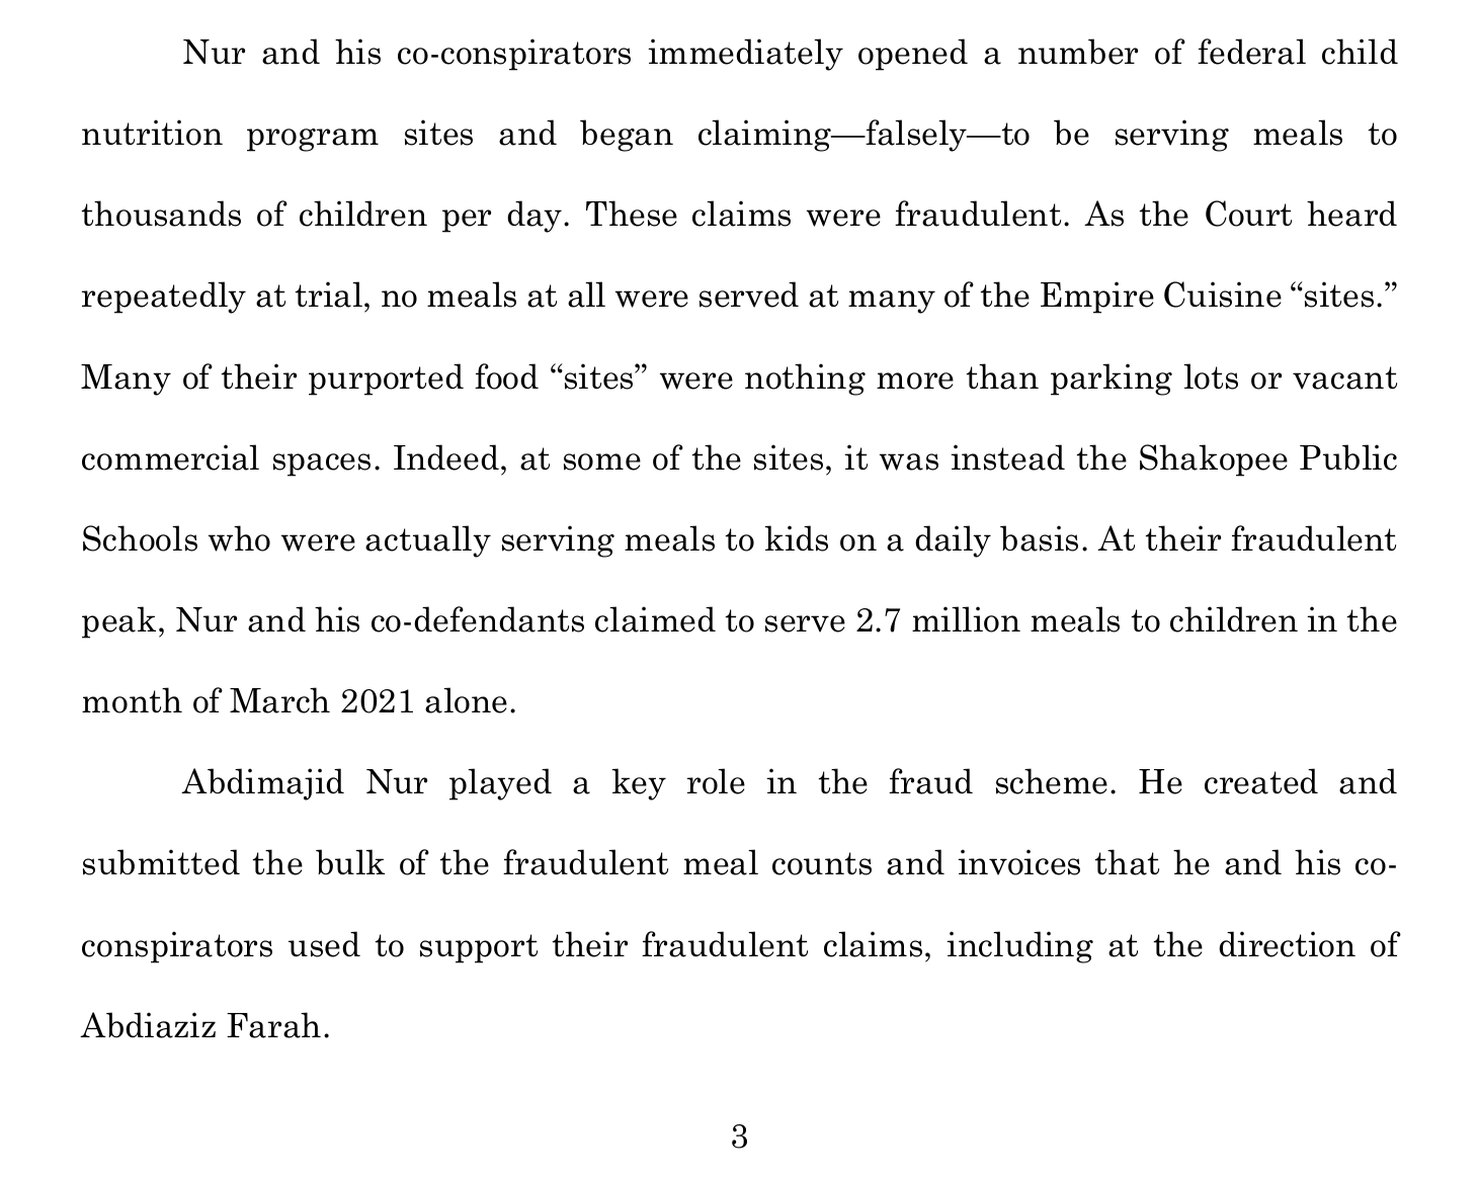 Nur and his co-conspirators immediately opened a number of federal child
nutrition program sites and began claiming—falsely—to be serving meals to
thousands of children per day. These claims were fraudulent. As the Court heard
repeatedly at trial, no meals at all were served at many of the Empire Cuisine “sites.”
Many of their purported food “sites” were nothing more than parking lots or vacant
commercial spaces. Indeed, at some of the sites, it was instead the Shakopee Public
Schools who were actually serving meals to kids on a daily basis. At their fraudulent
peak, Nur and his co-defendants claimed to serve 2.7 million meals to children in the
month of March 2021 alone.
Abdimajid Nur played a key role in the fraud scheme. He created and
submitted the bulk of the fraudulent meal counts and invoices that he and his co-
conspirators used to support their fraudulent claims, including at the direction of
Abdiaziz Farah.
3